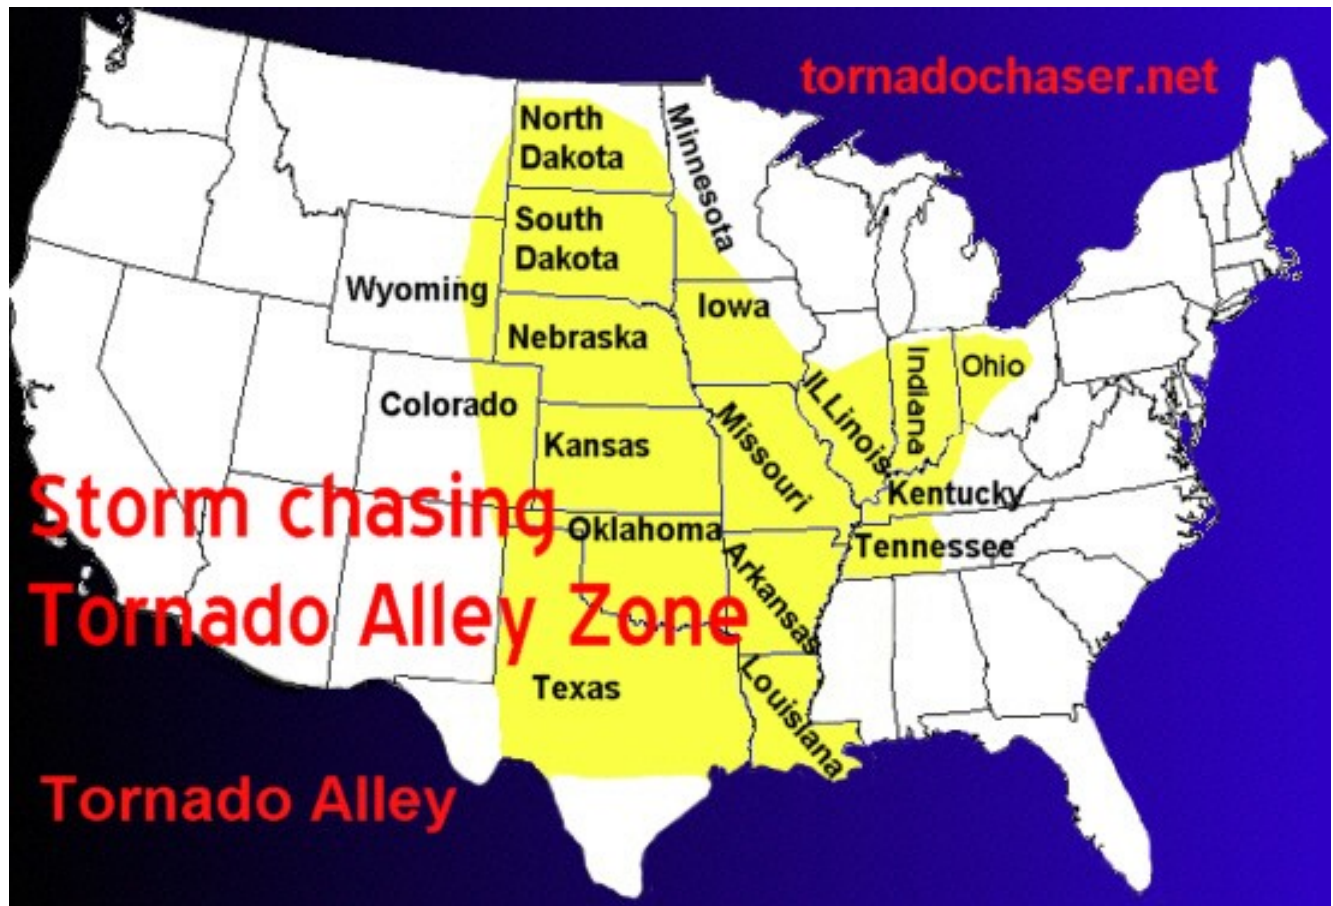 tornadochaser.net
North
Dakota
Minnesota
South
Dakota
Wyoming
Iowa
Nebraska
Indiana
Ohio
Colorado
ILLinois
Missouri
Kansas
Kentucky
Storm chasing
Oklahoma
Tennessee
Arkansas
Tornado Alley Zone
Texas
Louisiana
Tornado Alley